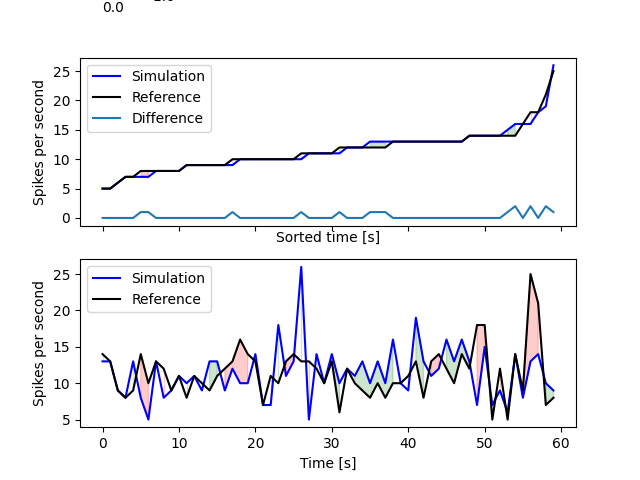 0.0
Spikes per second
25
20
15
10
5
0
Simulation
Reference
Difference
Sorted time [s]
Spikes per second
25
20
15
10
5
Simulation
Reference
0 10 20 30 40 50 60
Time [s]